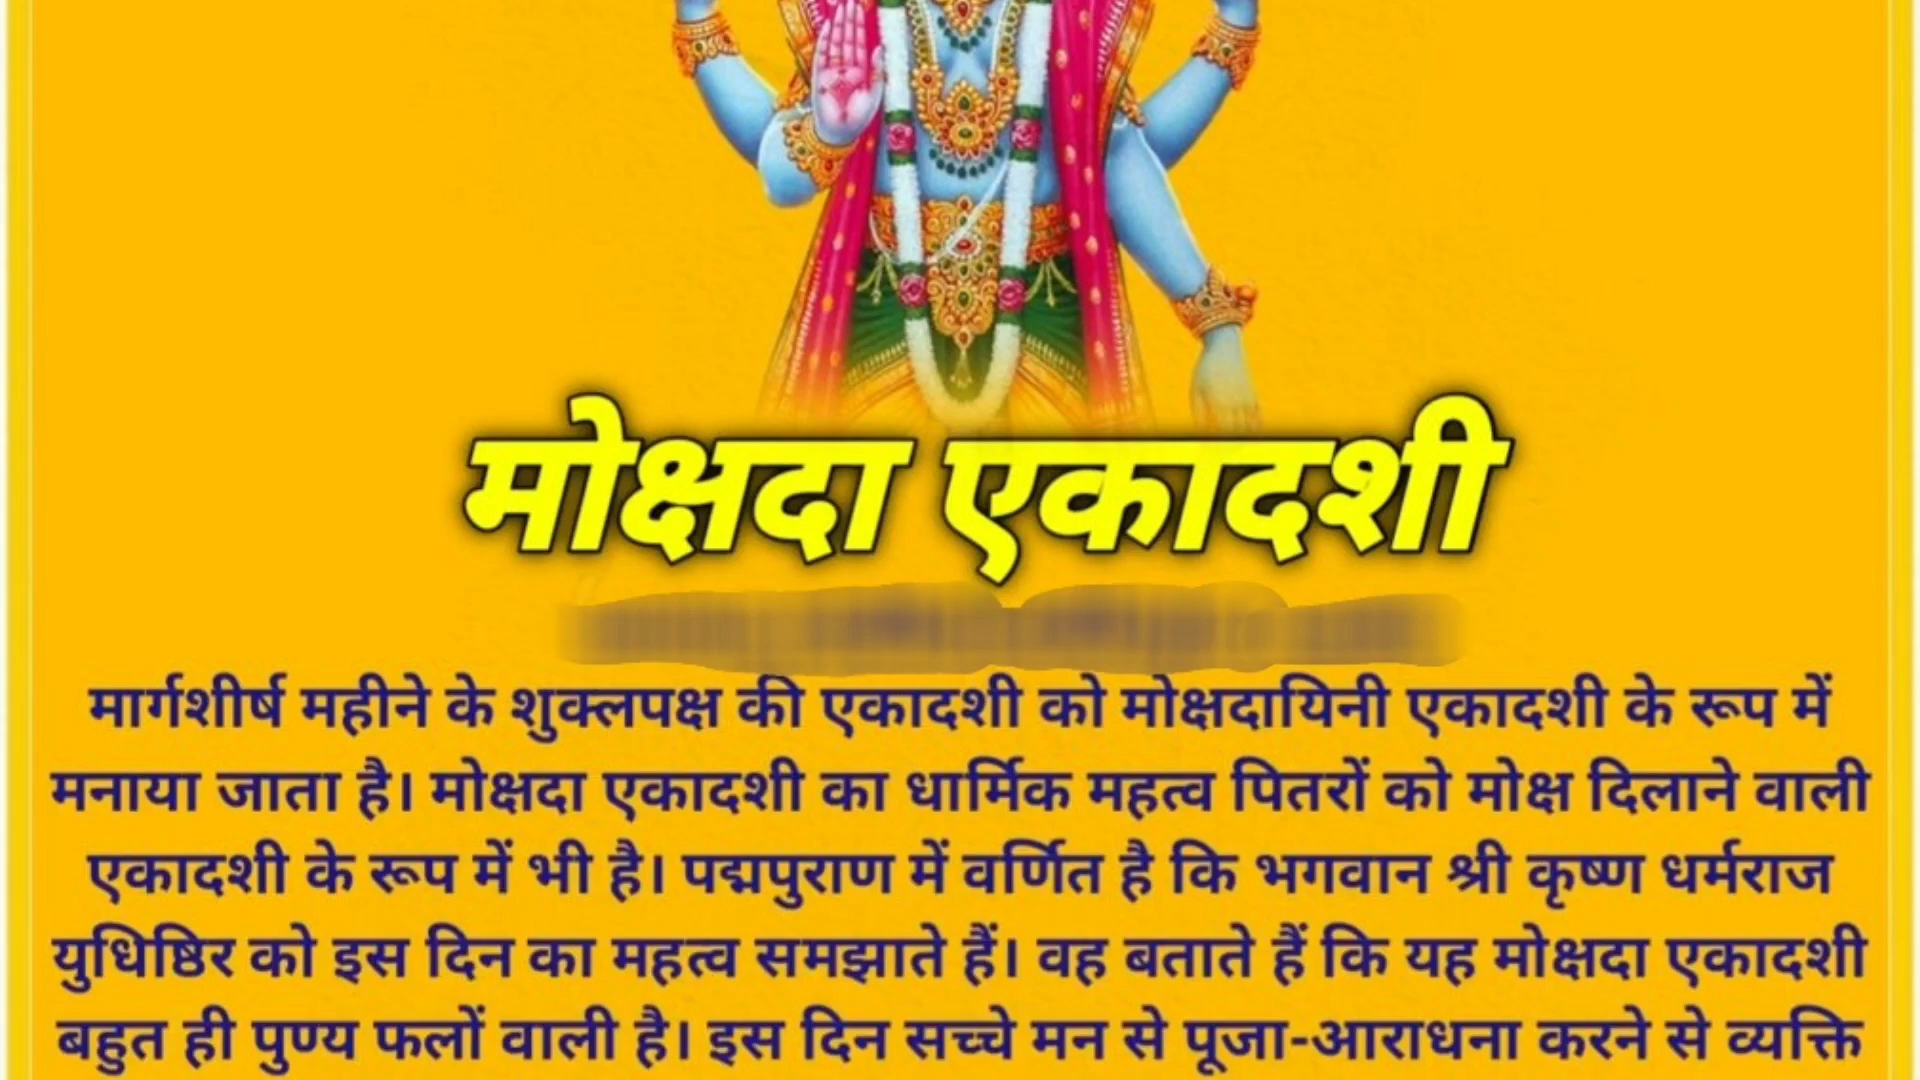 मोक्षदा एकादशी
मार्गशीर्ष महीने के शुक्लपक्ष की एकादशी को मोक्षदायिनी एकादशी के रूप में
मनाया जाता है। मोक्षदा एकादशी का धार्मिक महत्व पितरों को मोक्ष दिलाने वाली
एकादशी के रूप में भी है। पद्मपुराण में वर्णित है कि भगवान श्री कृष्ण धर्मराज
युधिष्ठिर को इस दिन का महत्व समझाते हैं। वह बताते हैं कि यह मोक्षदा एकादशी
बहुत ही पुण्य फलों वाली है। इस दिन सच्चे मन से पूजा-आराधना करने से व्यक्ति